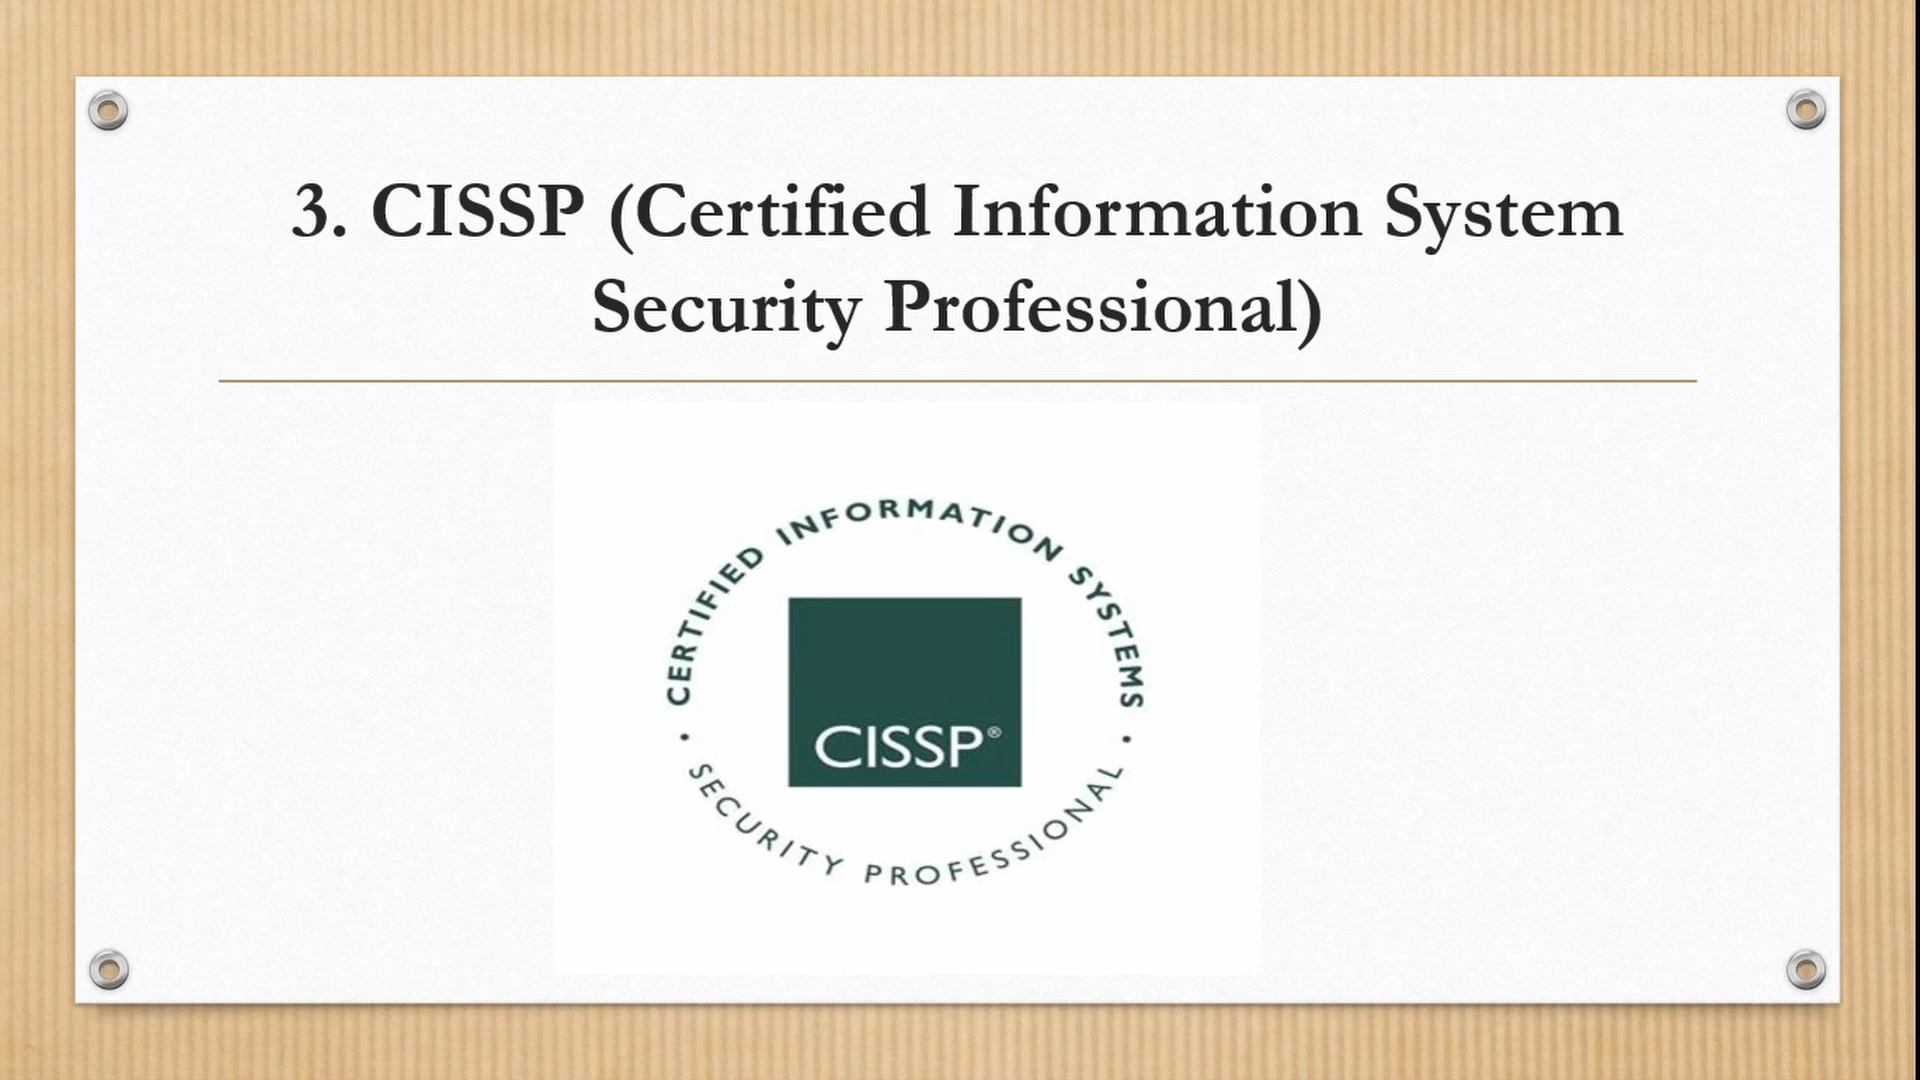 3. CISSP (Certified Information System
Security Professional)
CERTIFIED INFORMATION SYSTEMS
CISSP®
• SECURITY PROFESSIONAL •